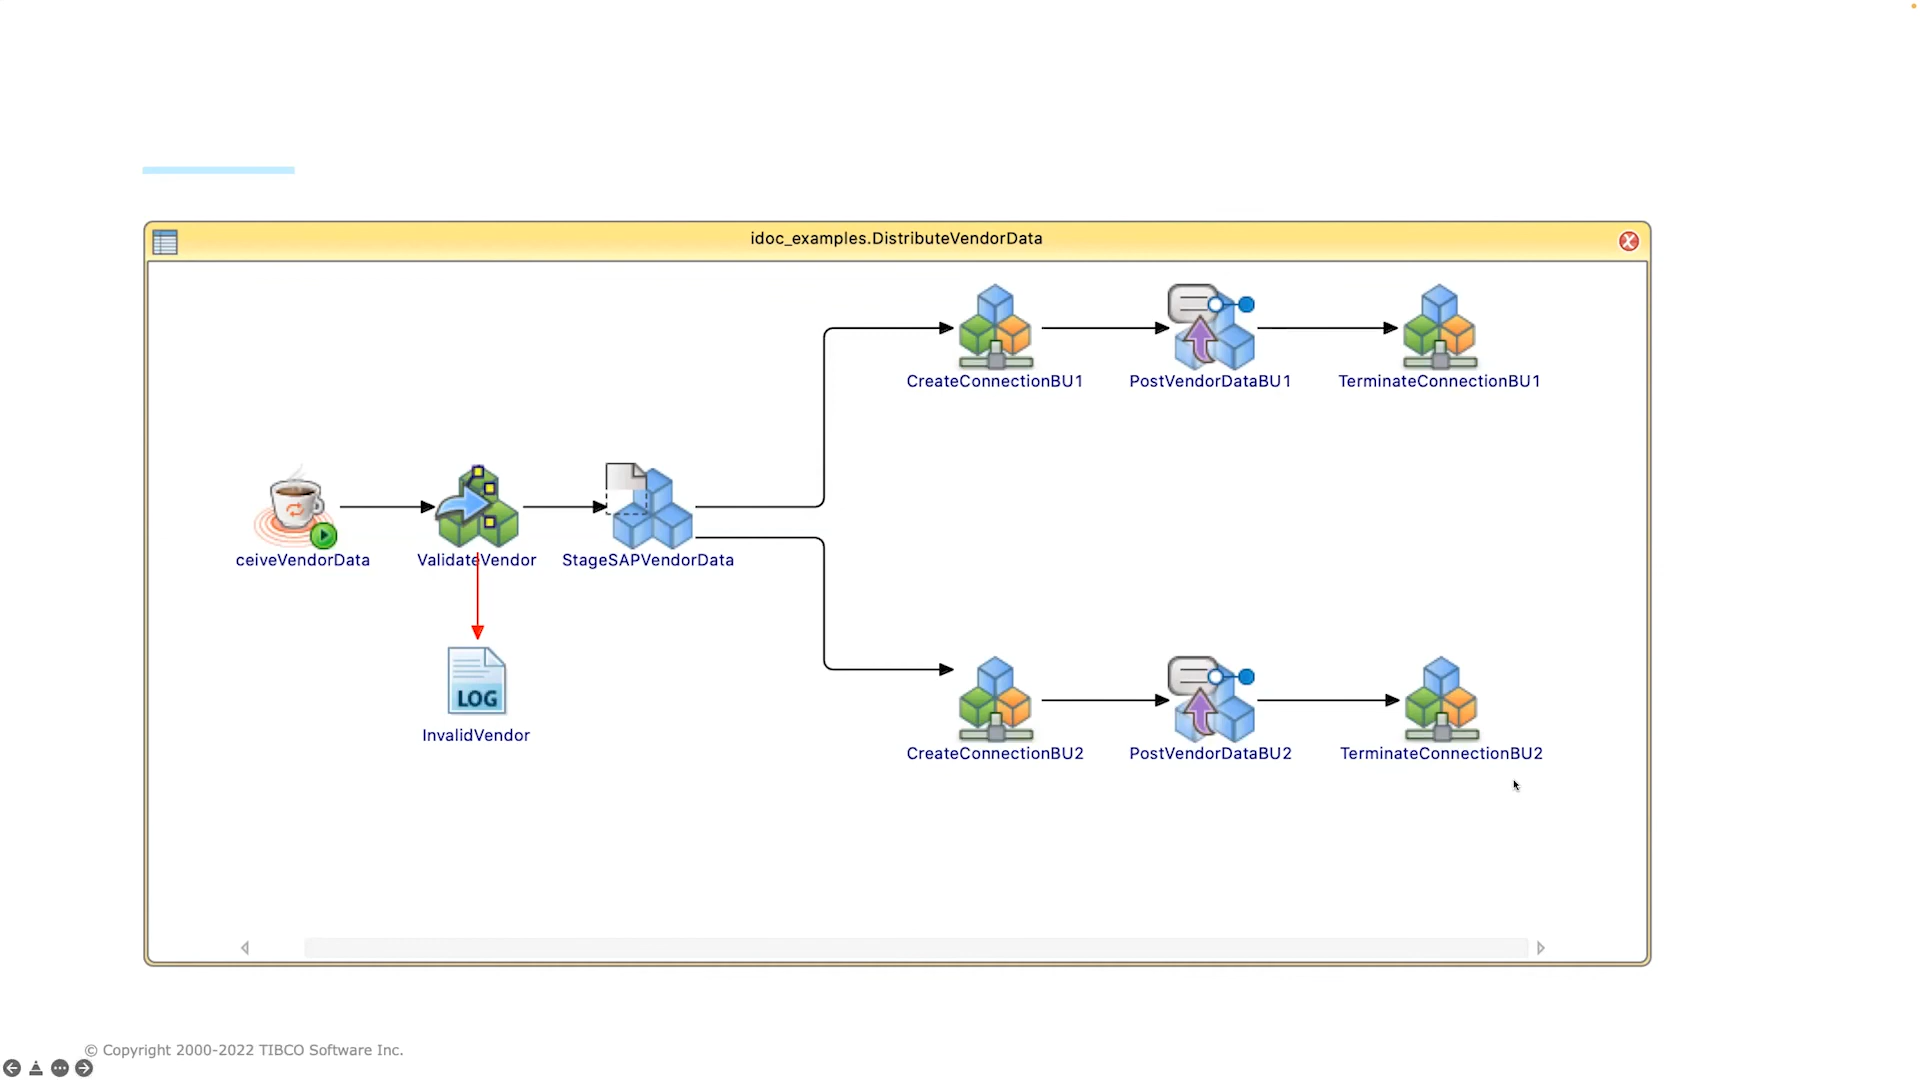 idoc_examples.DistributeVendorData
CreateConnectionBU1
PostVendorDataBU1
TerminateConnectionBU1
ceiveVendorData
ValidateVendor
StageSAPVendorData
LOG
InvalidVendor
CreateConnectionBU2
PostVendorDataBU2
TerminateConnectionBU2
© Copyright 2000-2022 TIBCO Software Inc.